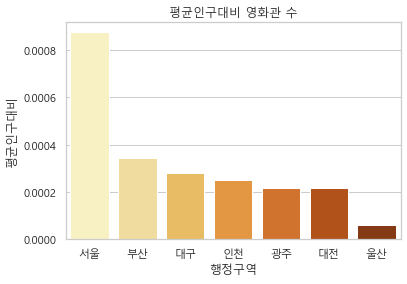 평균인구대비 영화관 수
평균인구대비
0.0008
0.0006
0.0004
0.0002
0.0000
서울 부산 대구 인천 광주 대전 울산
행정구역